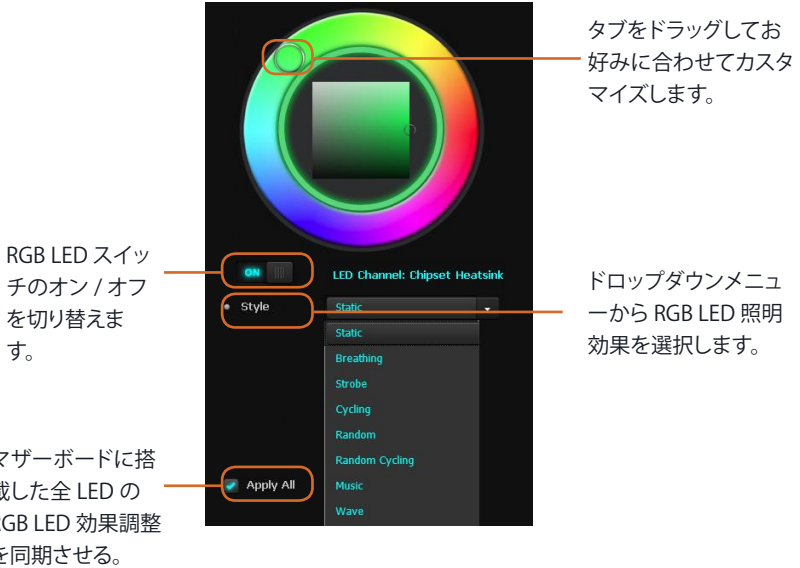 タブをドラッグしてお
好みに合わせてカスタ
マイズします。
RGB LED スイッ
チのオン / オフ
を切り替えま
す。
ON
LED Channel: Chipset Heatsink
Style
Static
ドロップダウンメニュ
ーから RGB LED 照明
効果を選択します。
Static
Breathing
Strobe
Cycling
Random
Random Cycling
Music
Wave
マザーボードに搭
載した全 LED の
RGB LED 効果調整
を同期させる。
Apply All